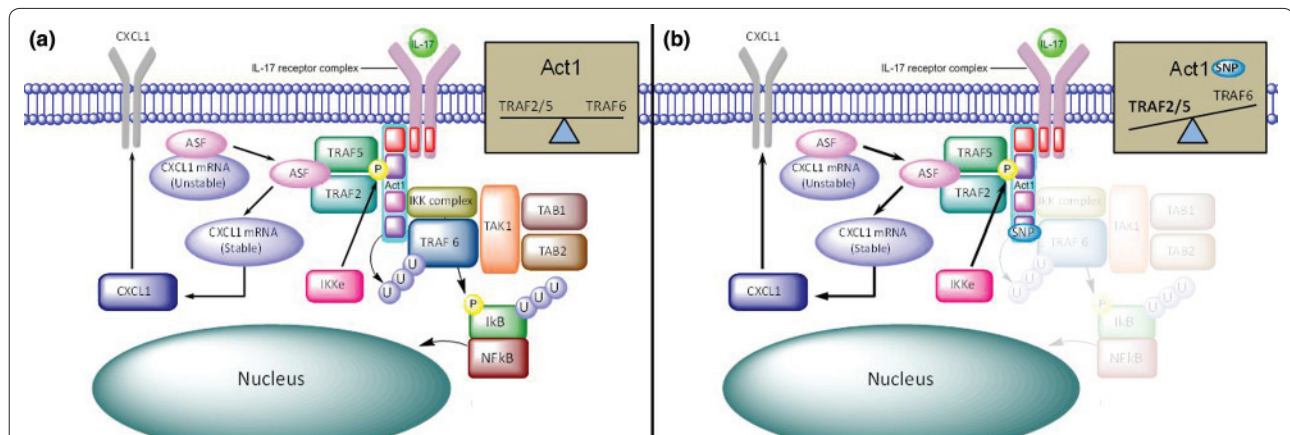 (a)
CXCL1
IL-17
IL-17 receptor complex
Act1
TRAF2/5 TRAF6
ASF
CXCL1 mRNA
(Unstable)
ASF
TRAF5
P
TRAF2
Act1
IKK complex
TRAF 6
TAK1
TAB1
TAB2
CXCL1 mRNA
(Stable)
CXCL1
IKKe
U
U
U
P
U
U
U
IkB
NFkB
Nucleus
(b)
CXCL1
IL-17
IL-17 receptor complex
Act1 SNP
TRAF2/5 TRAF6
ASF
CXCL1 mRNA
(Unstable)
ASF
TRAF5
P
TRAF2
Act1
SNP
IKK complex
TRAF 6
TAK1
TAB1
TAB2
CXCL1 mRNA
(Stable)
CXCL1
IKKe
U
U
U
P
U
U
U
IkB
NFkB
Nucleus